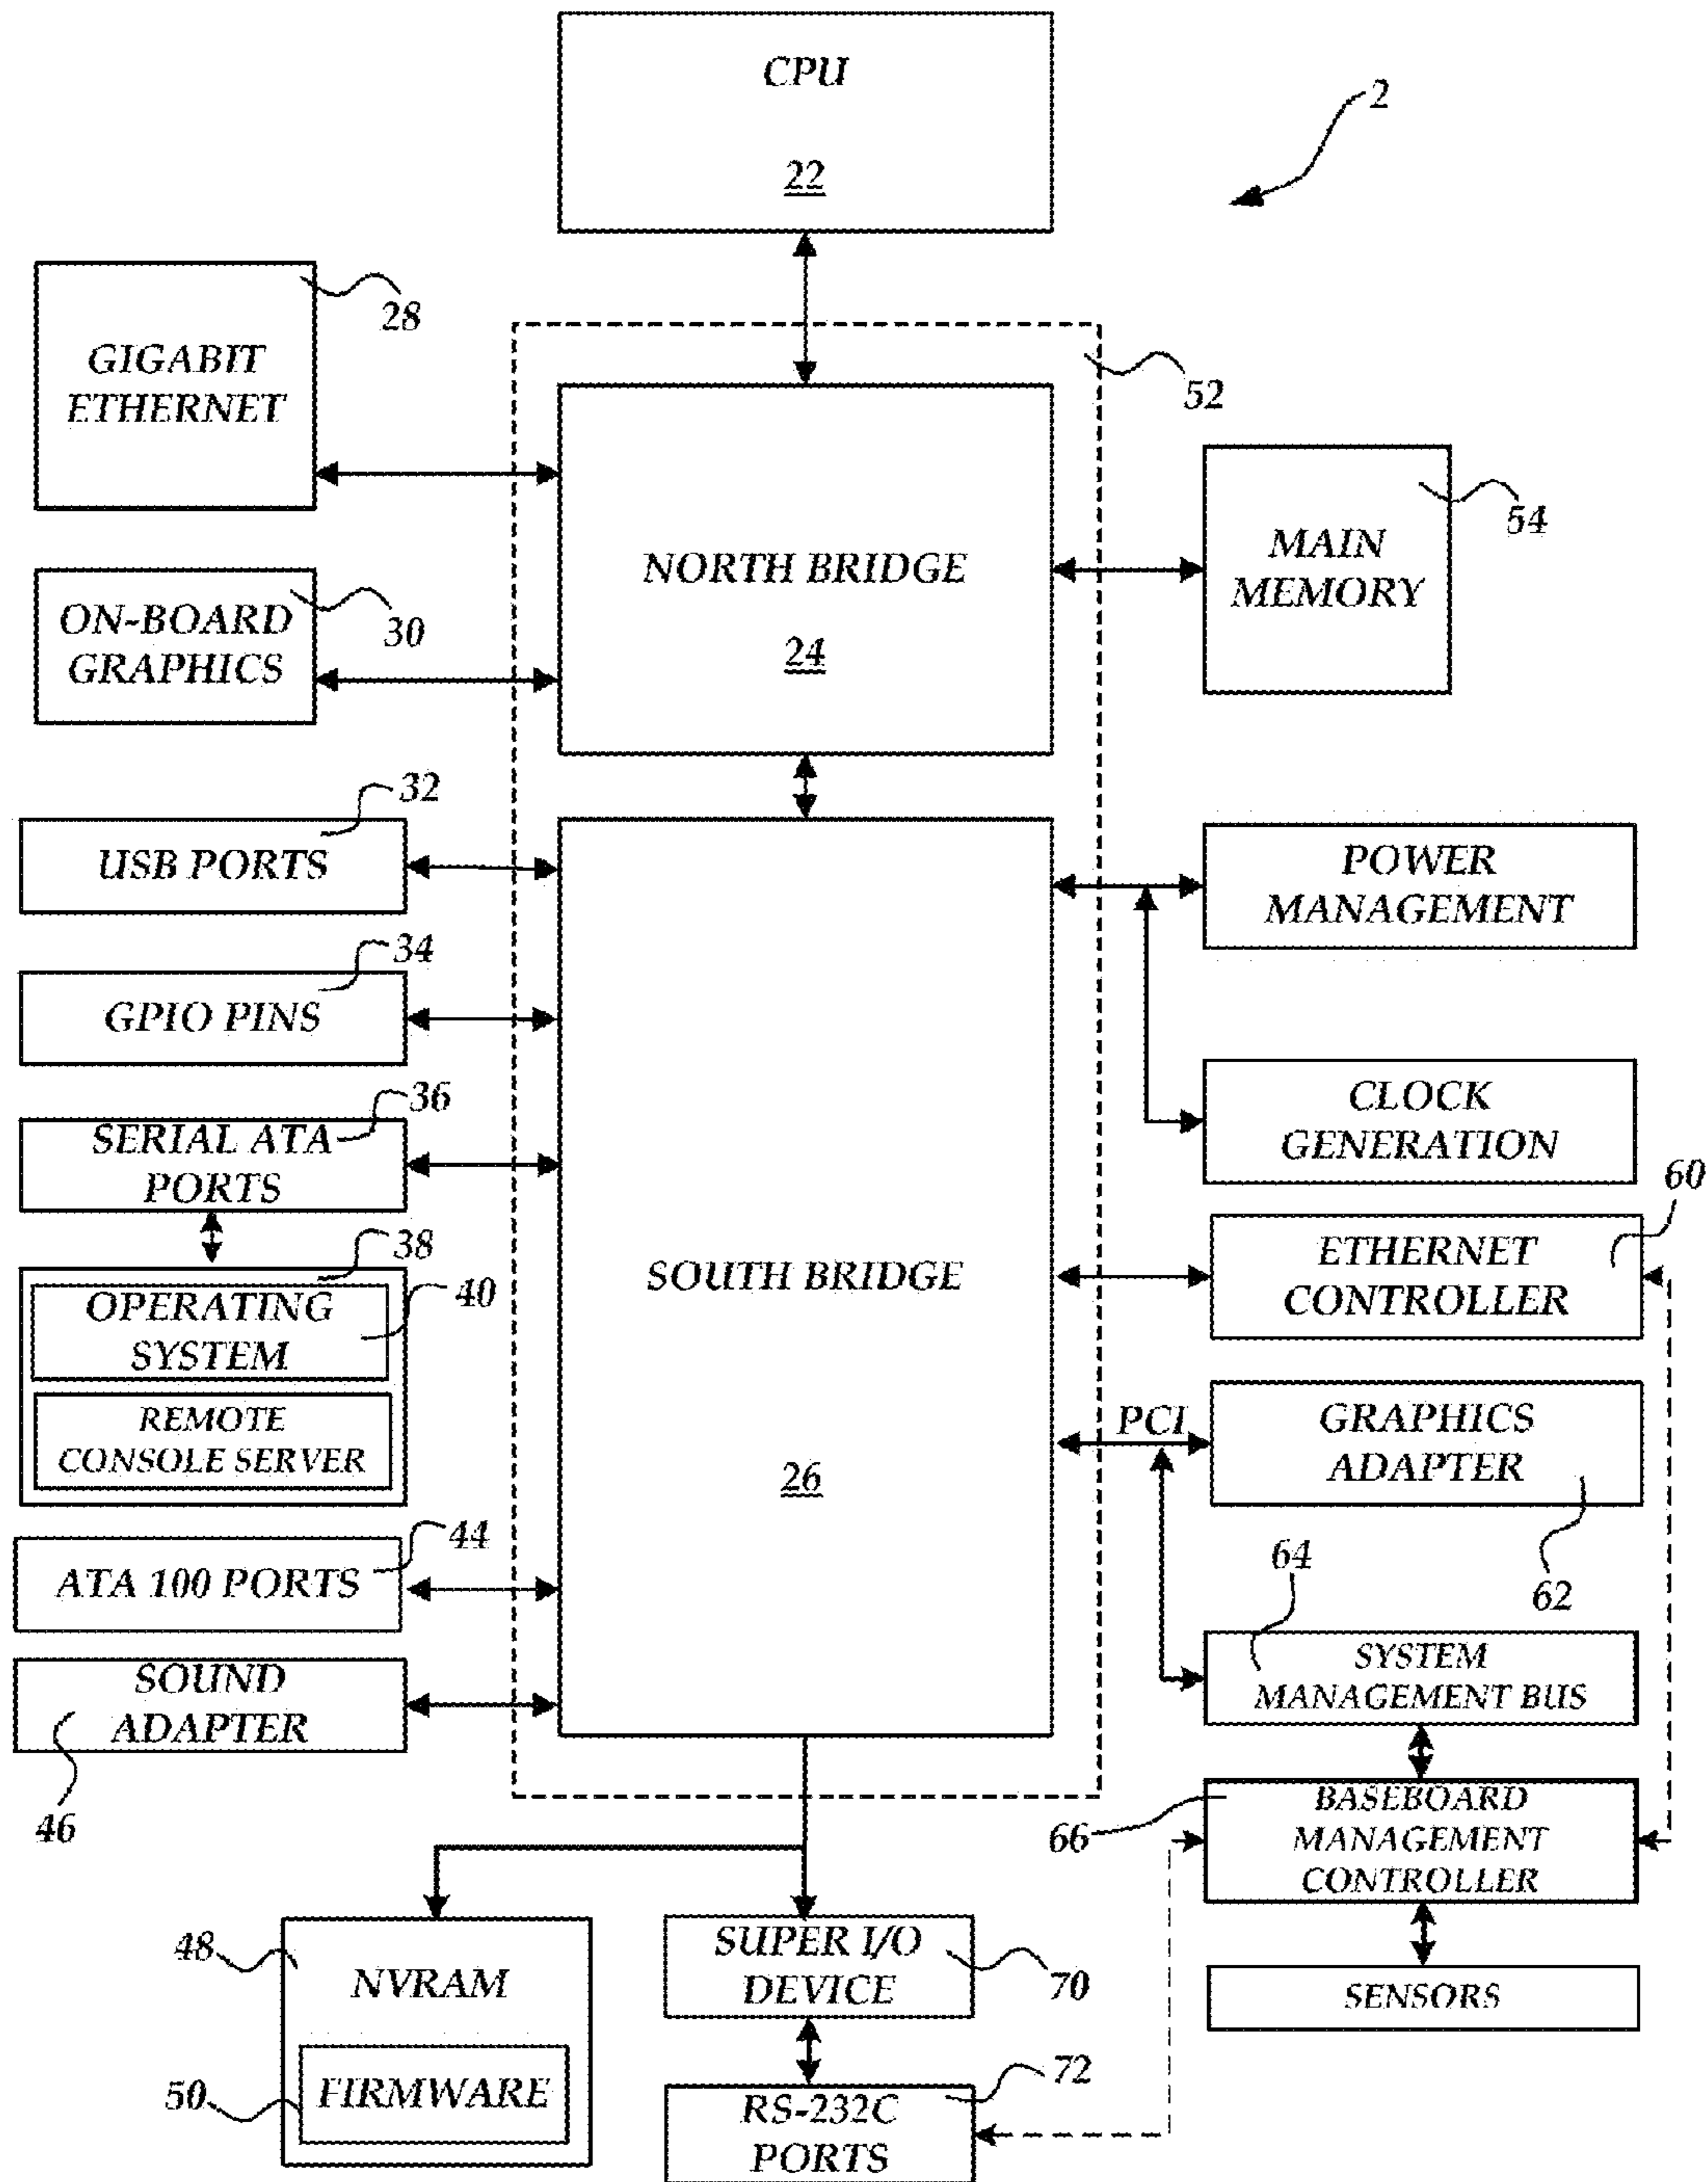 CPU
22
2
28
GIGABIT
ETHERNET
52
54
MAIN
MEMORY
NORTH BRIDGE
24
ON-BOARD
GRAPHICS
30
32
USB PORTS
POWER
MANAGEMENT
34
GPIO PINS
36
SERIAL ATA
PORTS
CLOCK
GENERATION
60
38
OPERATING
SYSTEM
40
REMOTE
CONSOLE SERVER
SOUTH BRIDGE
26
ETHERNET
CONTROLLER
PCI
GRAPHICS
ADAPTER
62
44
ATA 100 PORTS
64
SYSTEM
MANAGEMENT BUS
SOUND
ADAPTER
46
66
BASEBOARD
MANAGEMENT
CONTROLLER
48
NVRAM
50
FIRMWARE
SUPER I/O
DEVICE
70
SENSORS
72
RS-232C
PORTS